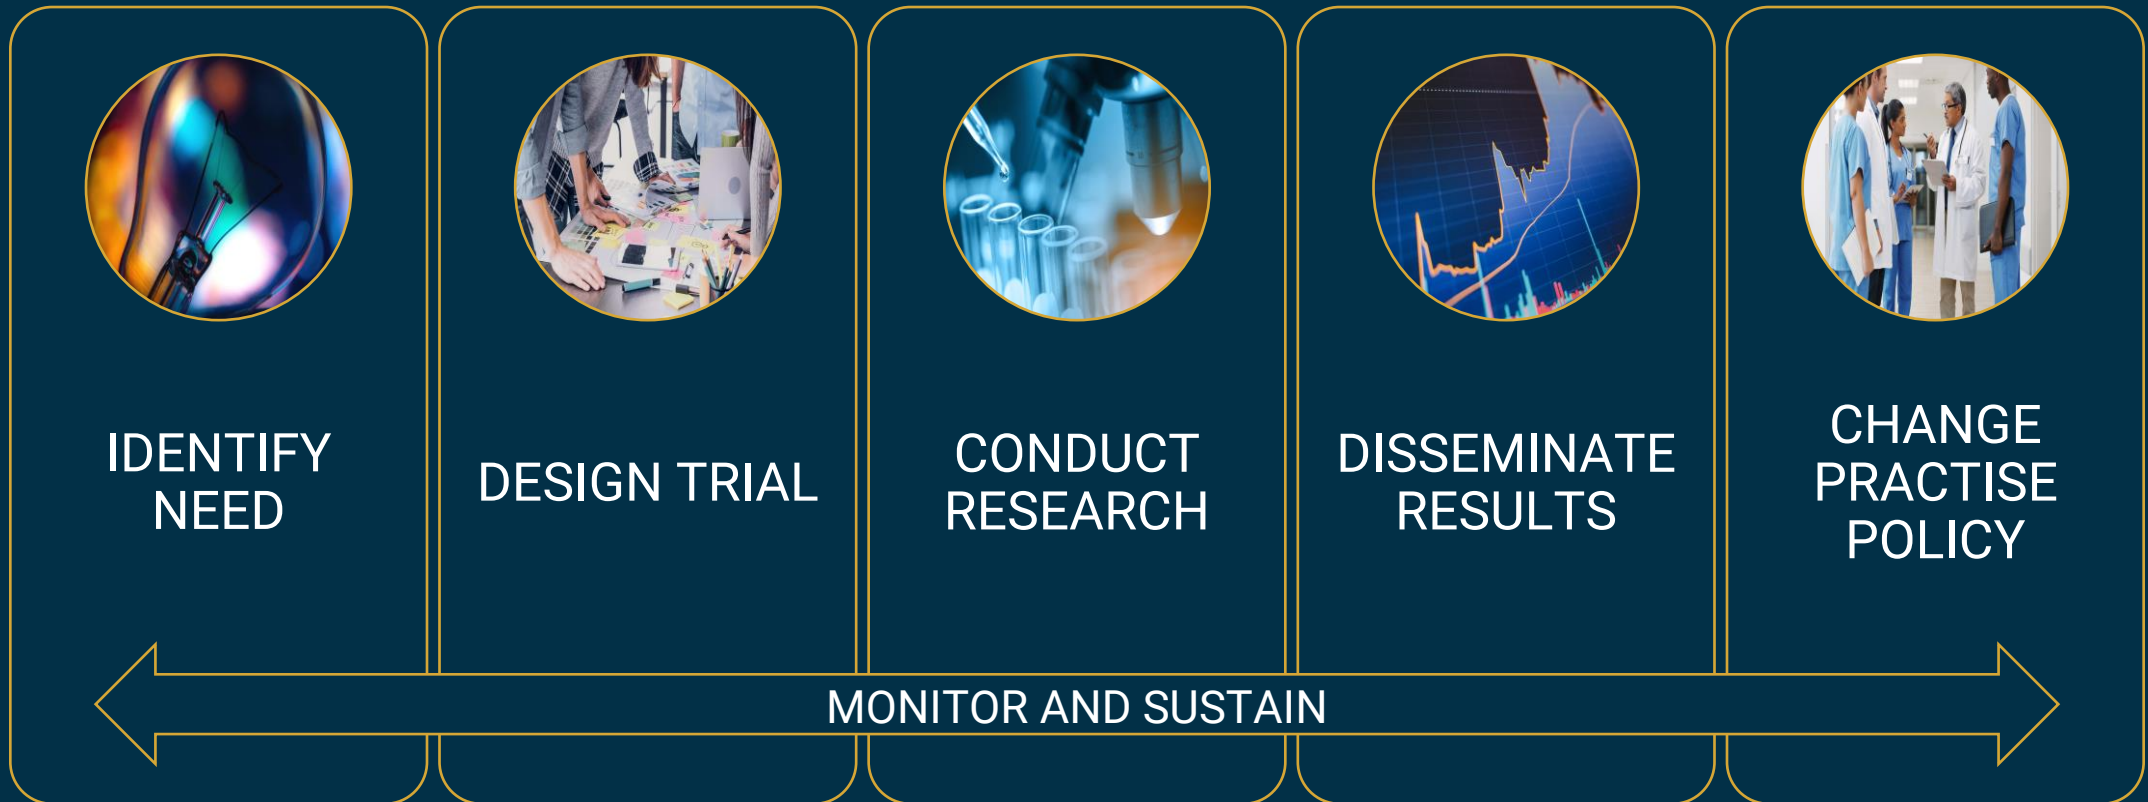 IDENTIFY
NEED
DESIGN TRIAL
CONDUCT
RESEARCH
DISSEMINATE
RESULTS
CHANGE
PRACTISE
POLICY
MONITOR AND SUSTAIN